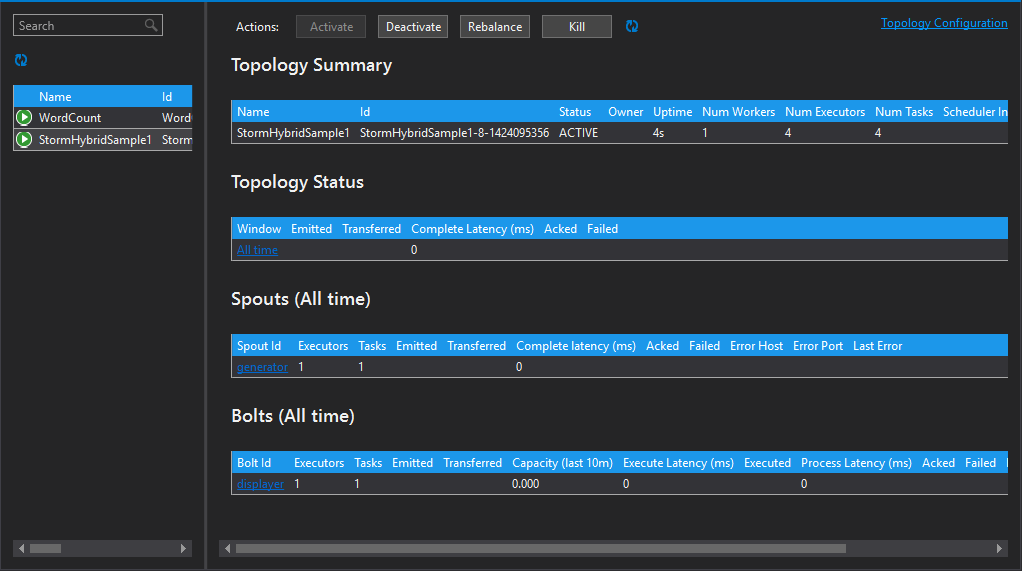 Search
Name Id
WordCount Word
StormHybridSample1 Storm
Actions: Activate Deactivate Rebalance Kill
Topology Configuration
Topology Summary
Name Id Status Owner Uptime Num Workers Num Executors Num Tasks Scheduler In
StormHybridSample1 StormHybridSample1-8-1424095356 ACTIVE 4s 1 4 4
Topology Status
Window Emitted Transferred Complete Latency (ms) Acked Failed
All time 0
Spouts (All time)
Spout Id Executors Tasks Emitted Transferred Complete latency (ms) Acked Failed Error Host Error Port Last Error
generator 1 1 0
Bolts (All time)
Bolt Id Executors Tasks Emitted Transferred Capacity (last 10m) Execute Latency (ms) Executed Process Latency (ms) Acked Failed
displayer 1 1 0.000 0 0